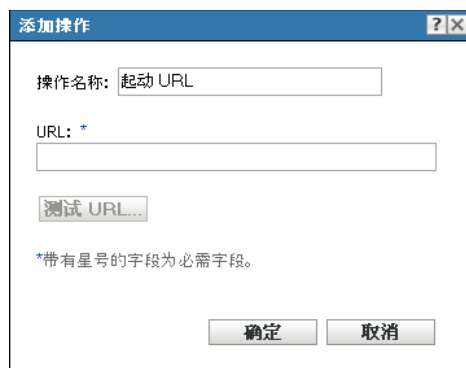 添加操作
操作名称: 起动 URL
URL: *
测试 URL...
*带有星号的字段为必需字段。
确定 取消